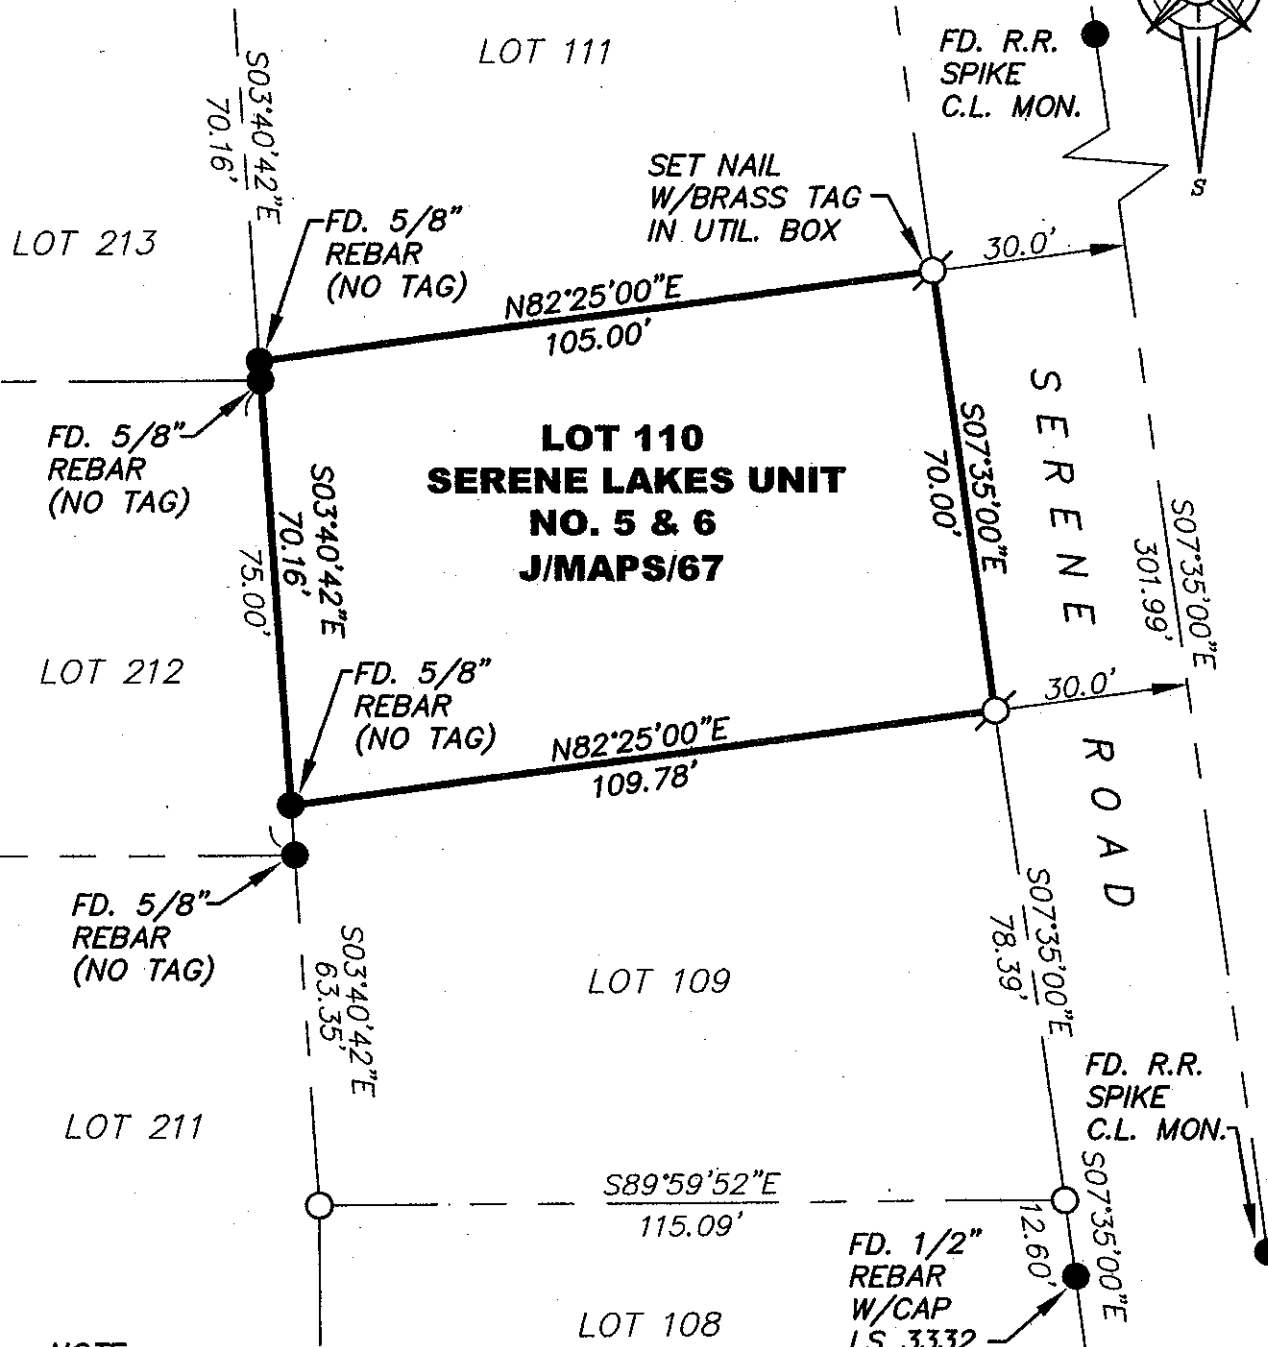 LOT 111
FD. R.R.
SPIKE
C.L. MON.
S
S03°40'42"E
70.16'
SET NAIL
W/BRASS TAG
IN UTIL. BOX
LOT 213
FD. 5/8"
REBAR
(NO TAG)
30.0'
N82°25'00"E
105.00'
FD. 5/8"
REBAR
(NO TAG)
LOT 110
SERENE LAKES UNIT
NO. 5 & 6
J/MAPS/67
S03°40'42"E
70.16'
75.00'
S07°35'00"E
70.00'
SERENE ROAD
S07°35'00"E
301.99'
LOT 212
FD. 5/8"
REBAR
(NO TAG)
30.0'
N82°25'00"E
109.78'
FD. 5/8"
REBAR
(NO TAG)
S03°40'42"E
63.35'
LOT 109
S07°35'00"E
78.39'
FD. R.R.
SPIKE
C.L. MON.
LOT 211
S89°59'52"E
115.09'
S07°35'00"E
12.60'
FD. 1/2"
REBAR
W/CAP
LS 3332
LOT 108
NOTE